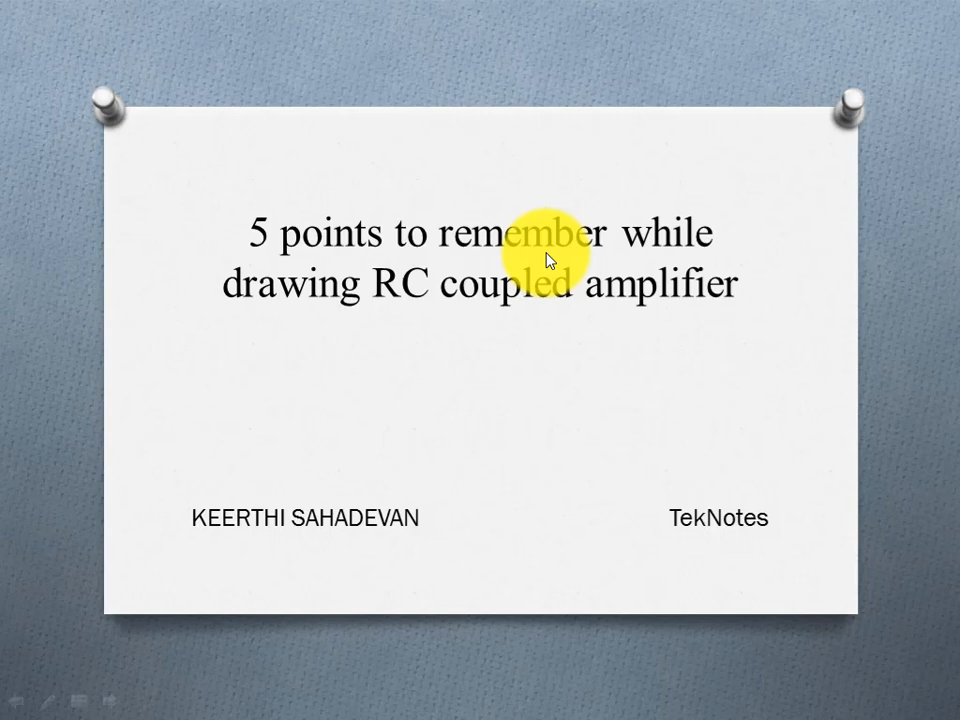 5 points to remember while
drawing RC coupled amplifier
KEERTHI SAHADEVAN
TekNotes